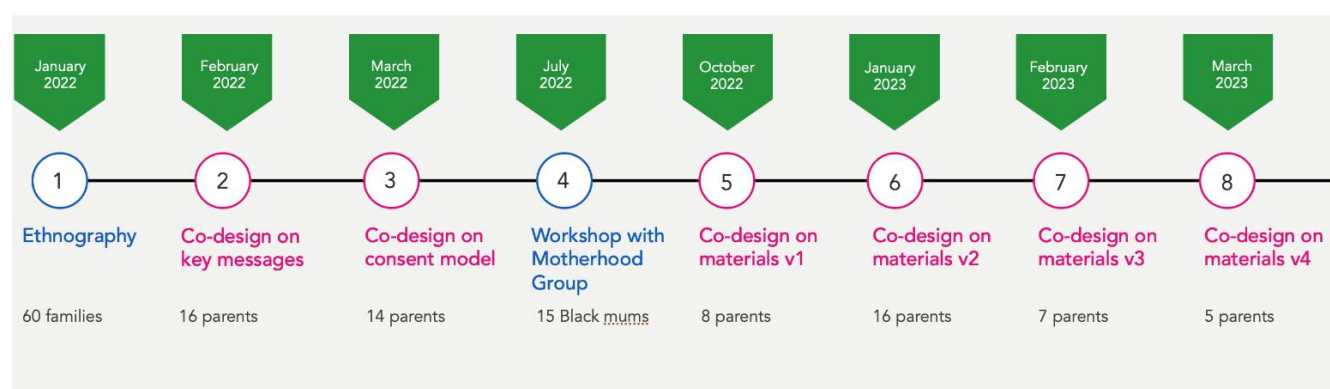 January
2022
February
2022
March
2022
July
2022
October
2022
January
2023
February
2023
March
2023
1
2
3
4
5
6
7
8
Ethnography
Co-design on
key messages
Co-design on
consent model
Workshop with
Motherhood
Group
Co-design on
materials v1
Co-design on
materials v2
Co-design on
materials v3
Co-design on
materials v4
60 families
16 parents
14 parents
15 Black mums
8 parents
16 parents
7 parents
5 parents